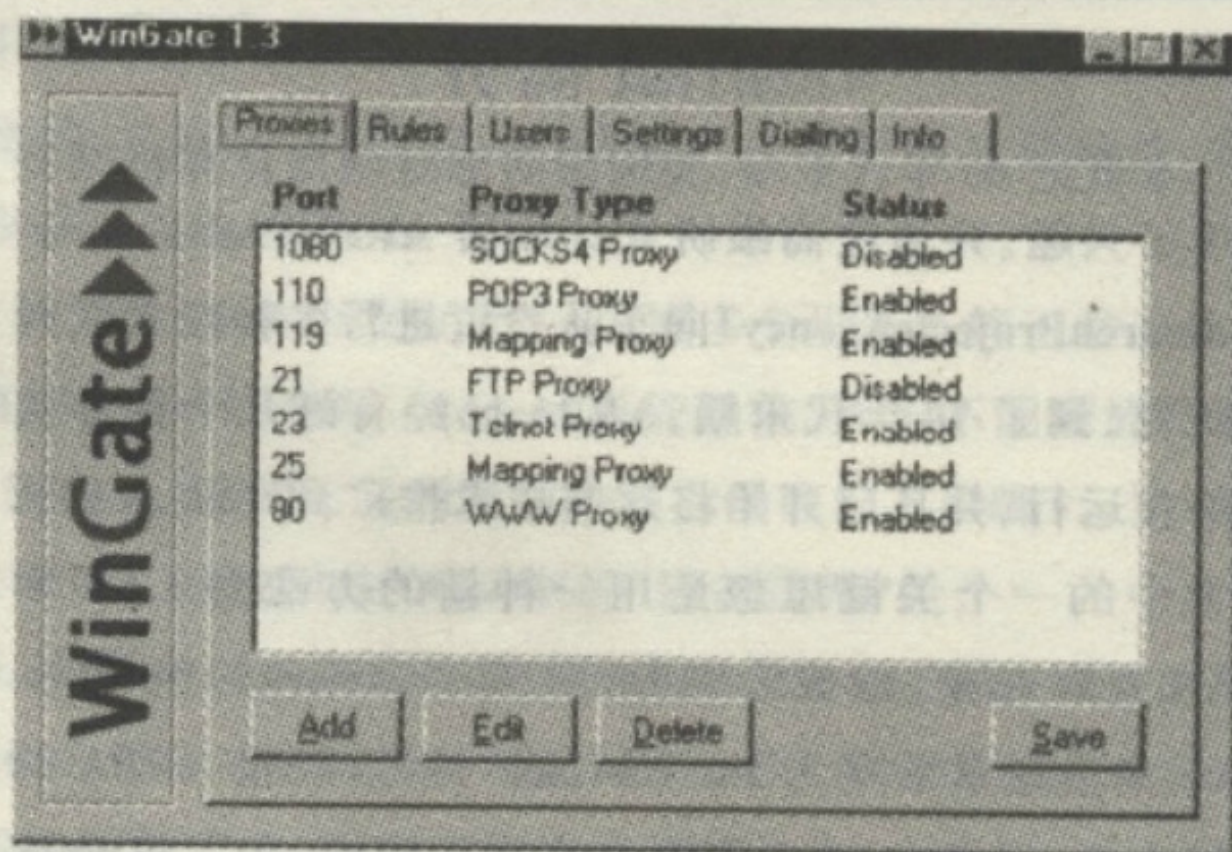 WinGate 1.3
WinGate
Proxies Rules Users Settings Dialling Info
Port Proxy Type Status
1080 SOCKS4 Proxy Disabled
110 POP3 Proxy Enabled
119 Mapping Proxy Enabled
21 FTP Proxy Disabled
23 Telnet Proxy Enabled
25 Mapping Proxy Enabled
80 WWW Proxy Enabled
Add Edit Delete Save